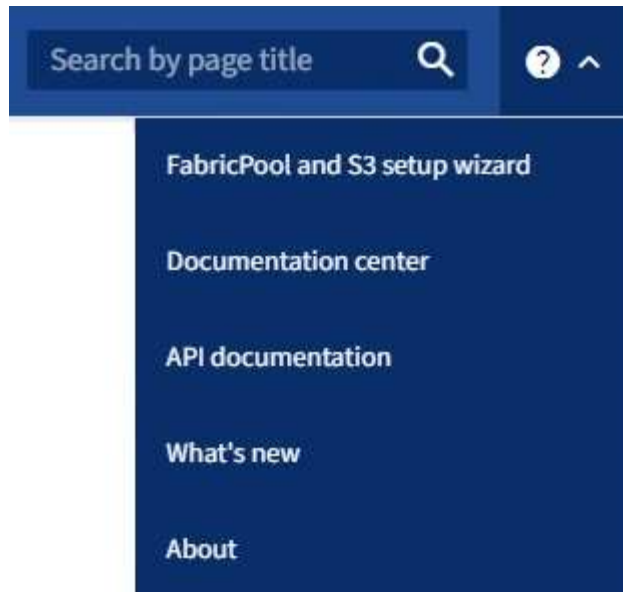 Search by page title
FabricPool and S3 setup wizard
Documentation center
API documentation
What's new
About